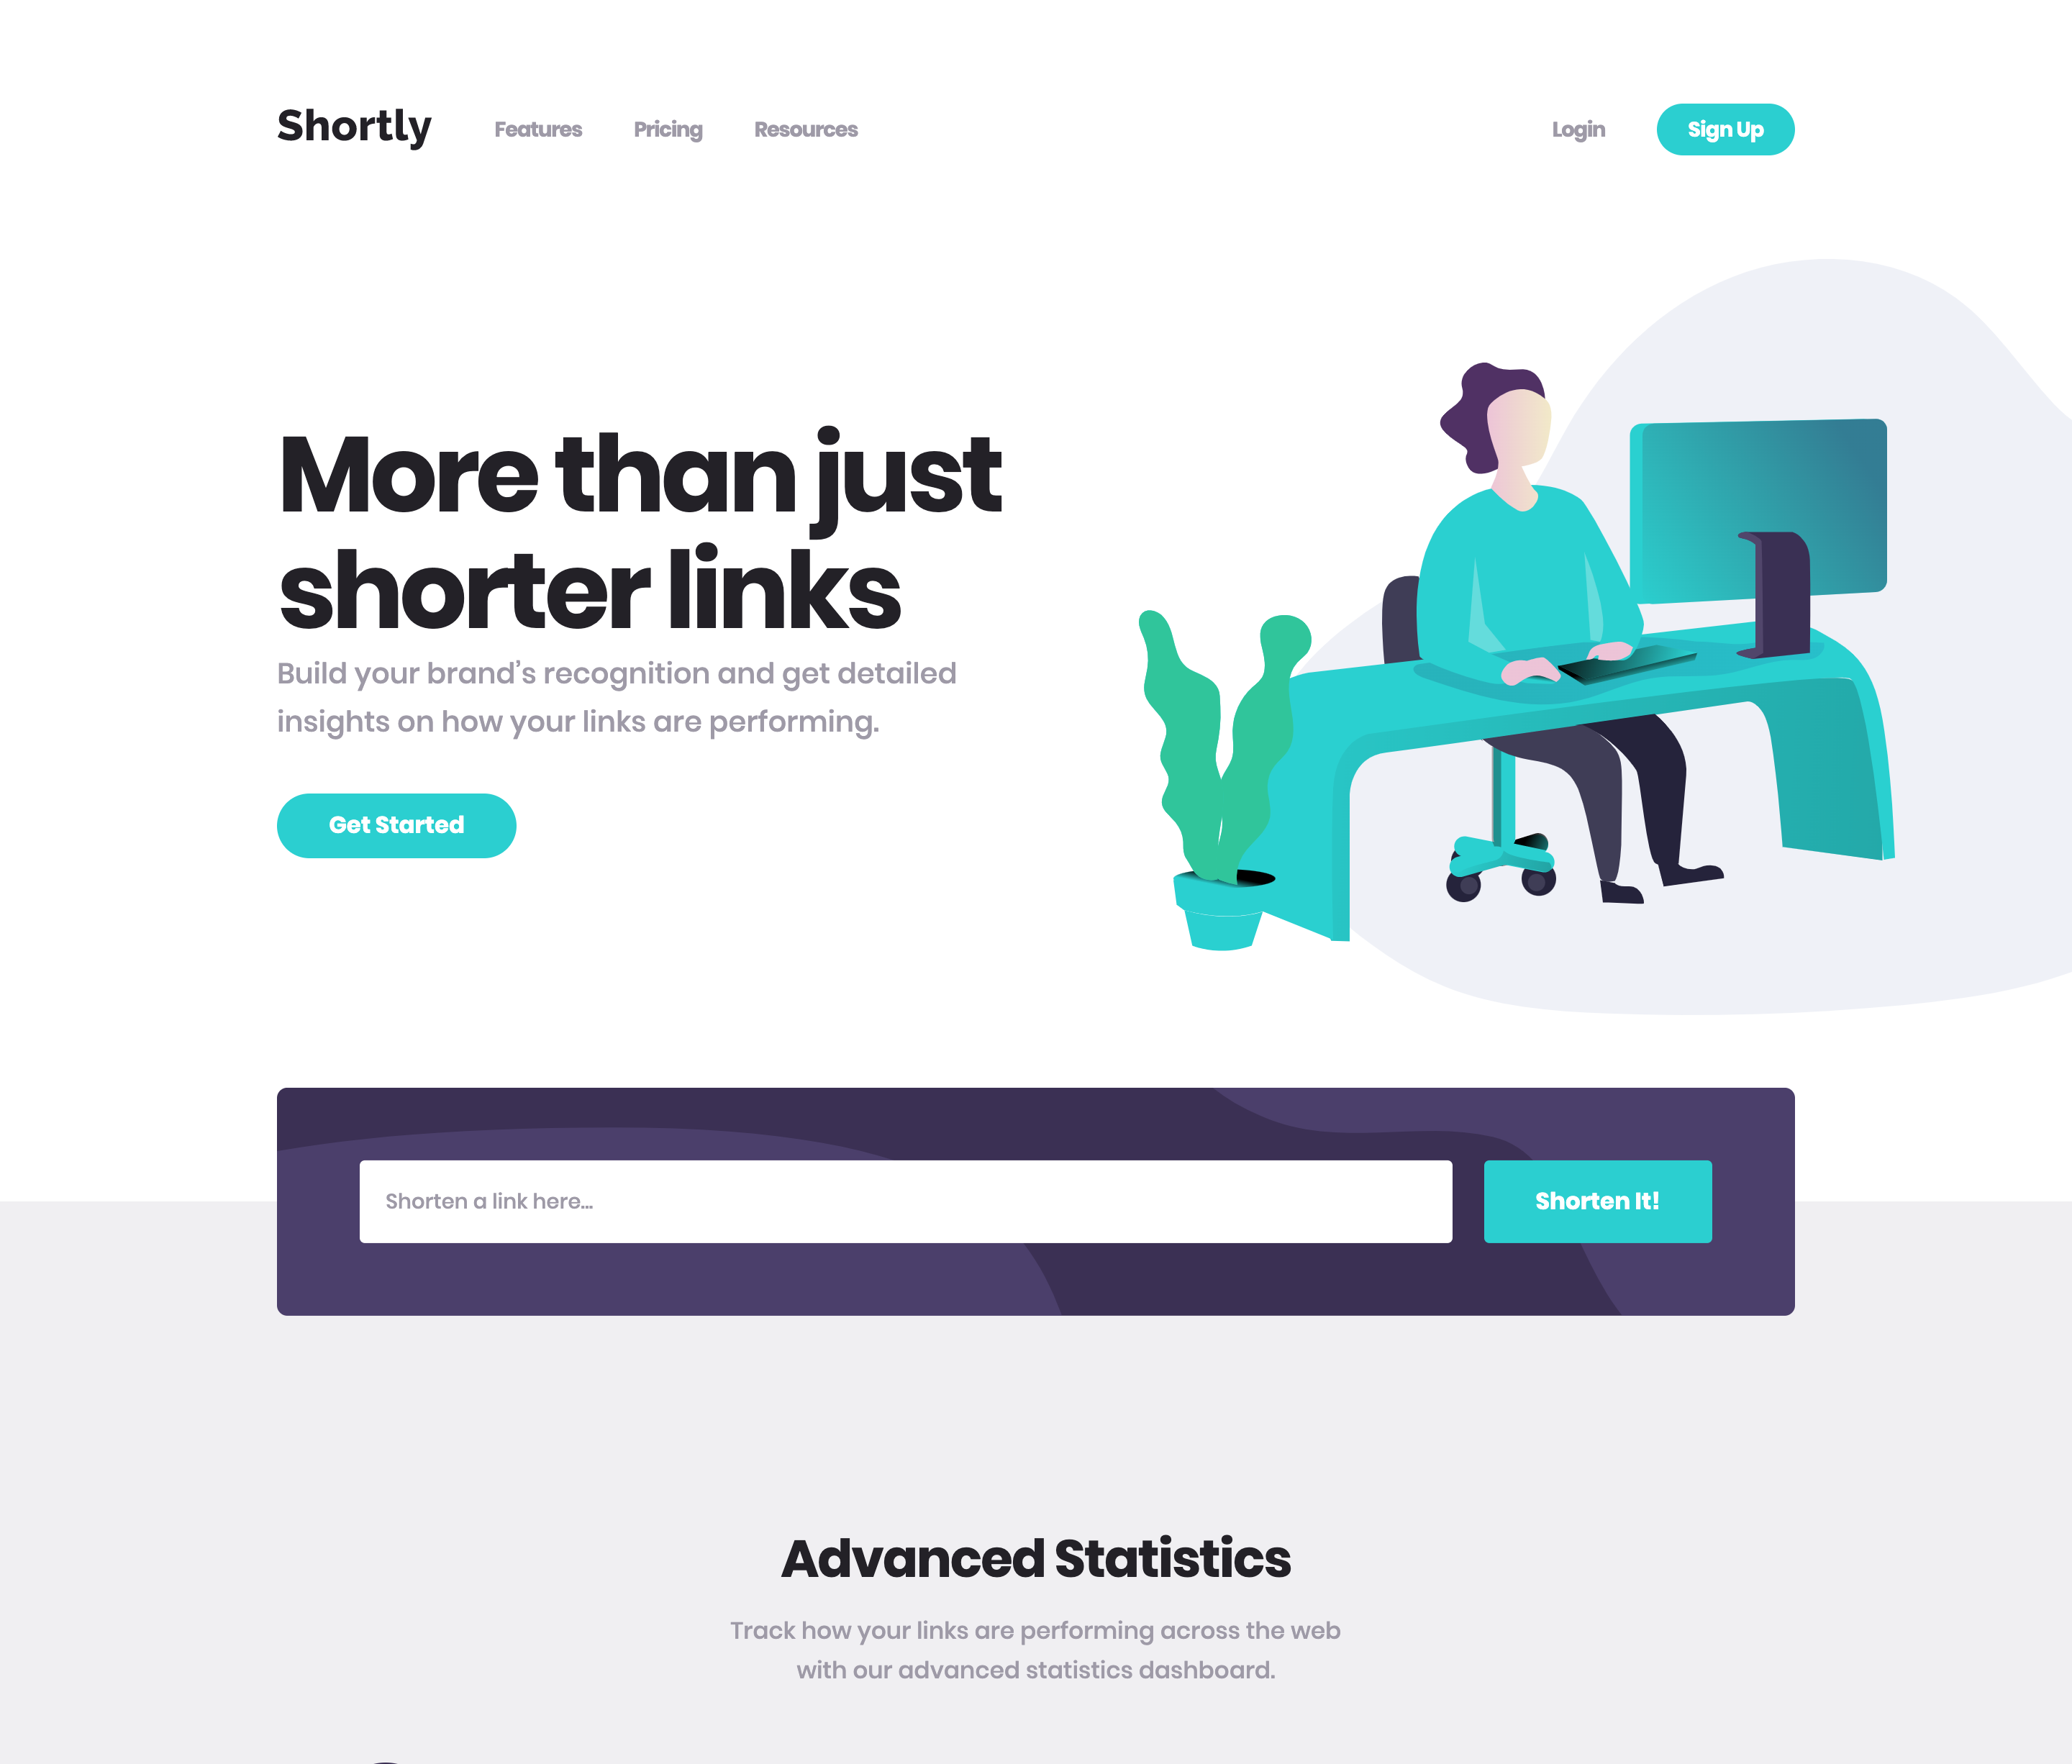 Shortly
Features
Pricing
Resources
Login
Sign Up
More than just
shorter links
Build your brand’s recognition and get detailed
insights on how your links are performing.
Get Started
Shorten a link here...
Shorten It!
Advanced Statistics
Track how your links are performing across the web
with our advanced statistics dashboard.